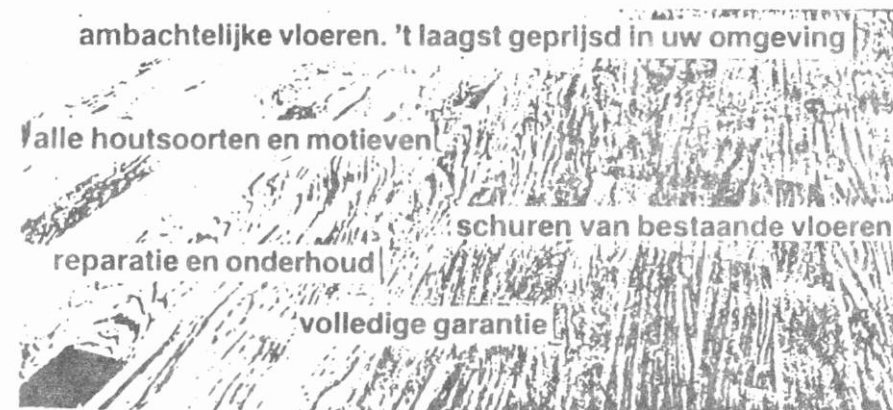 ambachtelijke vloeren. 't laagst geprijsd in uw omgeving
alle houtsoorten en motieven
schuren van bestaande vloeren
reparatie en onderhoud
volledige garantie